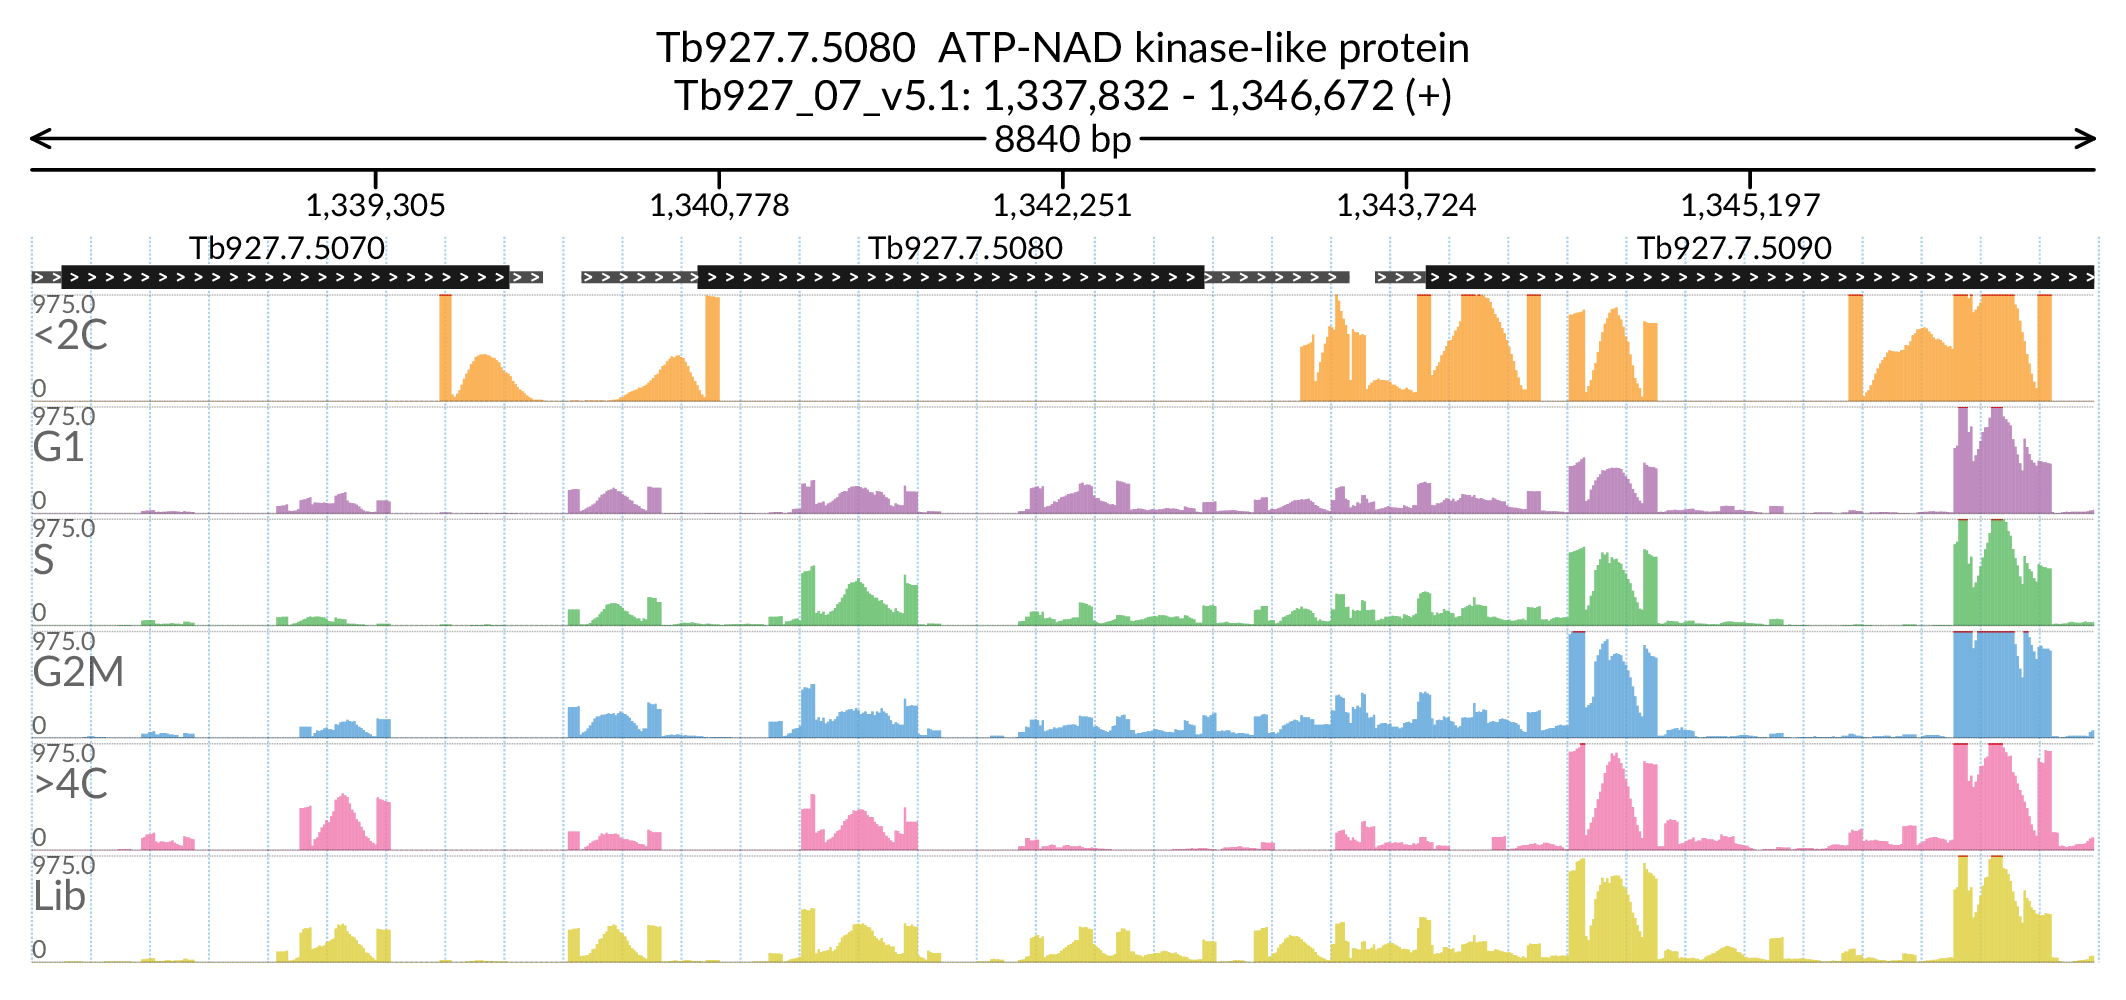 Tb927.7.5080 ATP-NAD kinase-like protein
Tb927_07_v5.1: 1,337,832 - 1,346,672 (+)
8840 bp
1,339,305 1,340,778 1,342,251 1,343,724 1,345,197
Tb927.7.5070 Tb927.7.5080 Tb927.7.5090
975.0
<2C
0
975.0
G1
0
975.0
S
0
975.0
G2M
0
975.0
>4C
0
975.0
Lib
0